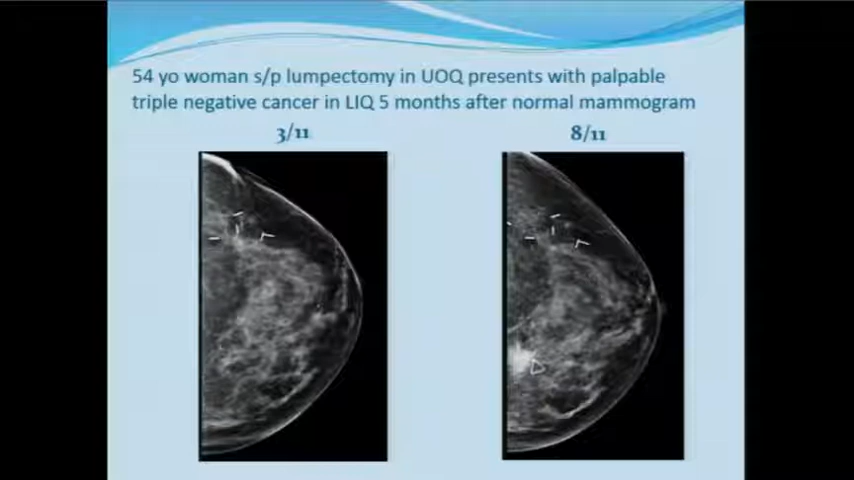 54 yo woman s/p lumpectomy in UOQ presents with palpable
triple negative cancer in LIQ 5 months after normal mammogram
3/11
8/11